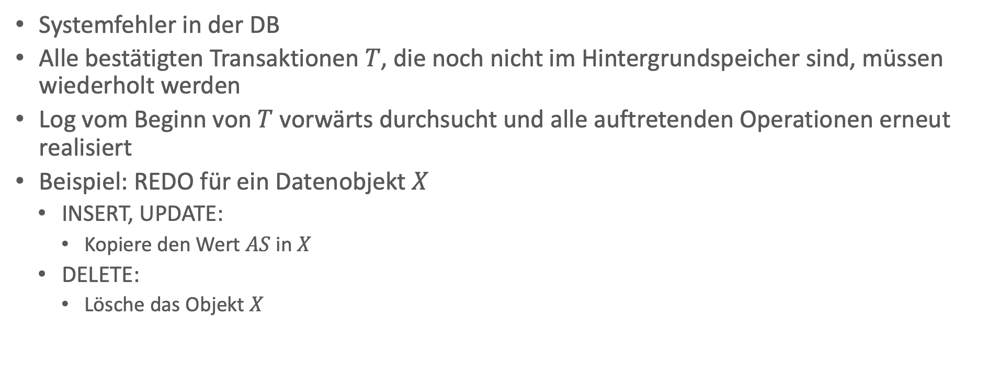 • Systemfehler in der DB
• Alle bestätigten Transaktionen T, die noch nicht im Hintergrundspeicher sind, müssen
wiederholt werden
• Log vom Beginn von T vorwärts durchsucht und alle auftretenden Operationen erneut
realisiert
• Beispiel: REDO für ein Datenobjekt X
• INSERT, UPDATE:
• Kopiere den Wert AS in X
• DELETE:
• Lösche das Objekt X